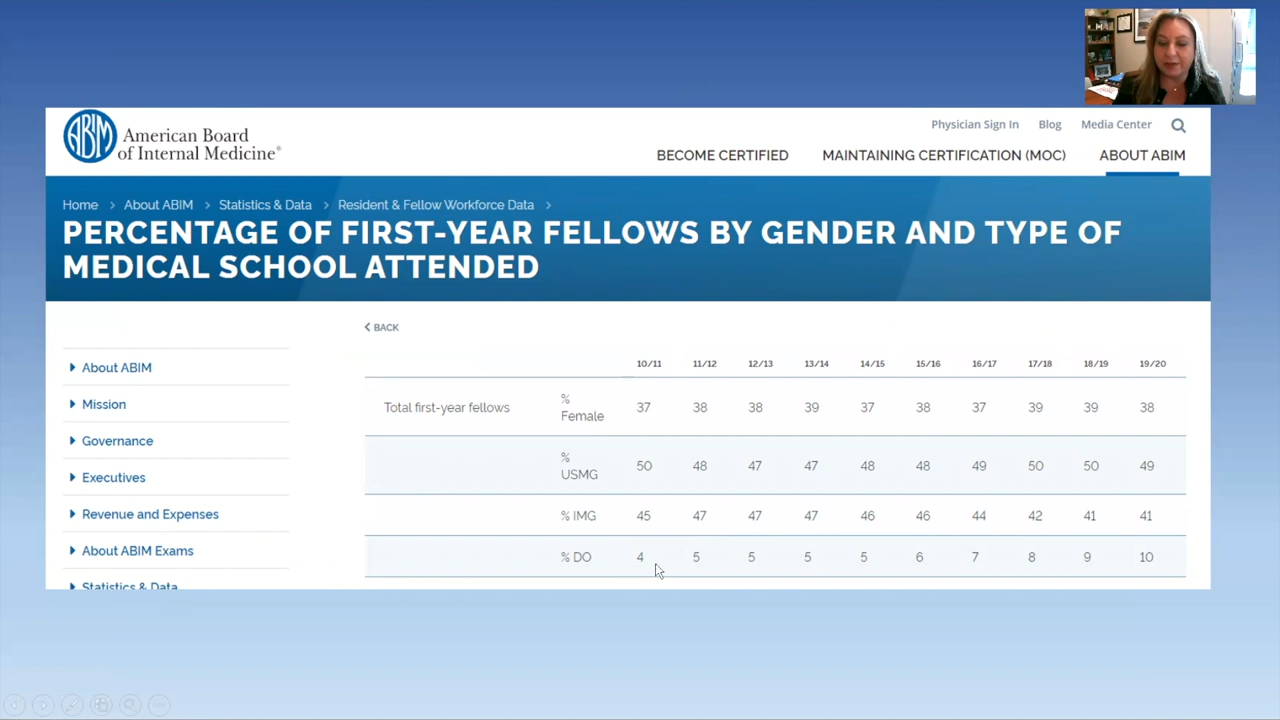 ABIM
American Board
of Internal Medicine®
Physician Sign In Blog Media Center
BECOME CERTIFIED MAINTAINING CERTIFICATION (MOC) ABOUT ABIM
Home > About ABIM > Statistics & Data > Resident & Fellow Workforce Data >
PERCENTAGE OF FIRST-YEAR FELLOWS BY GENDER AND TYPE OF
MEDICAL SCHOOL ATTENDED
About ABIM
Mission
Governance
Executives
Revenue and Expenses
About ABIM Exams
Statistics & Data
< BACK
10/11 11/12 12/13 13/14 14/15 15/16 16/17 17/18 18/19 19/20
Total first-year fellows % Female 37 38 38 39 37 38 37 39 39 38
% USMG 50 48 47 47 48 48 49 50 50 49
% IMG 45 47 47 47 46 46 44 42 41 41
% DO 4 5 5 5 5 6 7 8 9 10